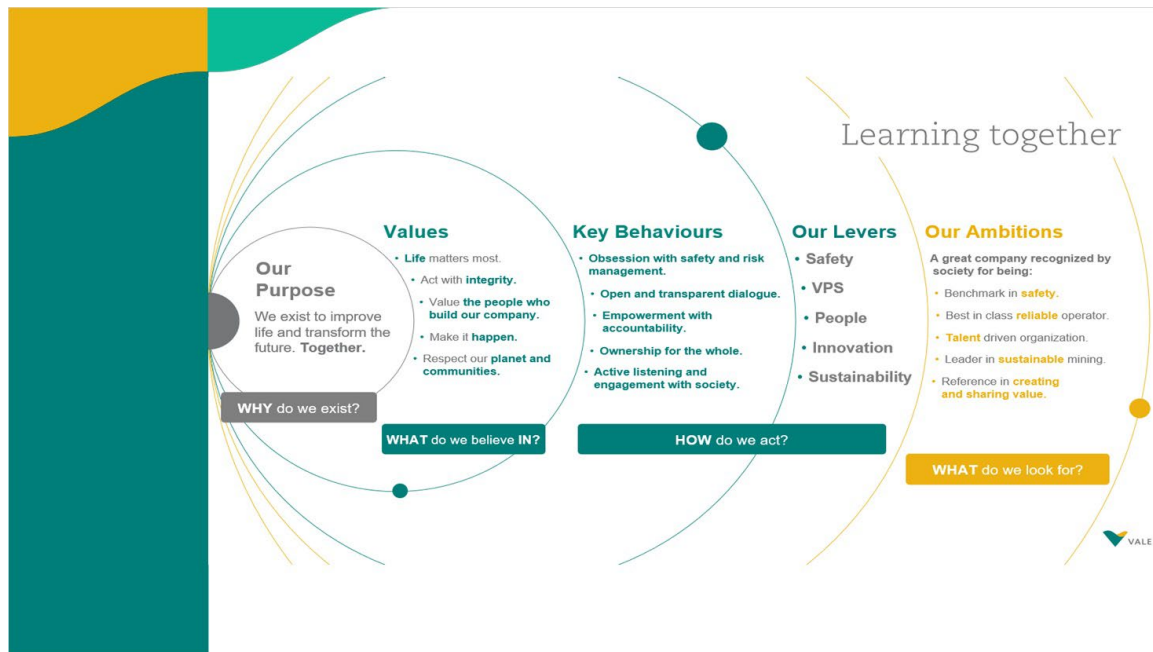 Learning together
Our
Purpose
We exist to improve
life and transform the
future. Together.
WHY do we exist?
Values
• Life matters most.
• Act with integrity.
• Value the people who
build our company.
• Make it happen.
• Respect our planet and
communities.
WHAT do we believe IN?
Key Behaviours
• Obsession with safety and risk
management.
• Open and transparent dialogue.
• Empowerment with
accountability.
• Ownership for the whole.
• Active listening and
engagement with society.
Our Levers
• Safety
• VPS
• People
• Innovation
• Sustainability
HOW do we act?
Our Ambitions
A great company recognized by
society for being:
• Benchmark in safety.
• Best in class reliable operator.
• Talent driven organization.
• Leader in sustainable mining.
• Reference in creating
and sharing value.
WHAT do we look for?
VALE